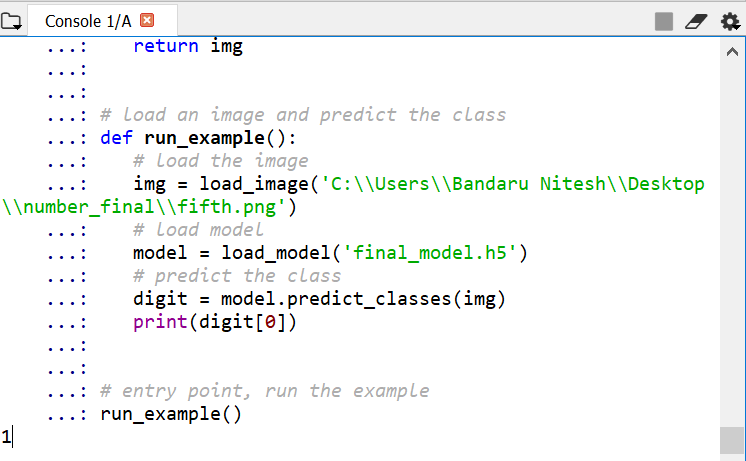 Console 1/A
...:    return img
...:
...:
...: # load an image and predict the class
...: def run_example():
...:    # load the image
...:    img = load_image('C:\\Users\\Bandaru Nitesh\\Desktop
\\number_final\\fifth.png')
...:    # load model
...:    model = load_model('final_model.h5')
...:    # predict the class
...:    digit = model.predict_classes(img)
...:    print(digit[0])
...:
...:
...: # entry point, run the example
...: run_example()
1